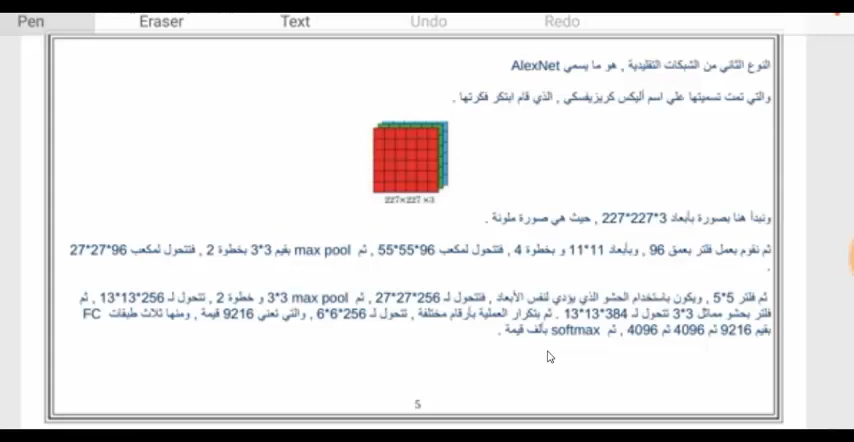 Pen Eraser Text Undo Redo
النوع الثاني من الشبكات التقليدية , هو ما يسمي AlexNet
والتي تمت تسميتها علي اسم أليكس كريزيفسكي , الذي قام ابتكر فكرتها .
227×227 ×3
ونبدأ هنا بصورة بأبعاد 3*227*227 , حيث هي صورة ملونة .
ثم نقوم بعمل فلتر بعمق 96 , وبأبعاد 11*11 و بخطوة 4 , فتتحول لمكعب 96*55*55 , ثم max pool بقيم 3*3 بخطوة 2 , فتتحول لمكعب 96*27*27
.
ثم فلتر 5*5 , ويكون باستخدام الحشو الذي يؤدي لنفس الأبعاد , فتتحول لـ 256*27*27 , ثم 3*3 max pool و خطوة 2 , تتحول لـ 256*13*13 , ثم
فلتر بحشو مماثل 3*3 تتحول لـ 384*13*13 . ثم بتكرار العملية بأرقام مختلفة , تتحول لـ 256*6*6 , والتي تعني 9216 قيمة , ومنها ثلاث طبقات FC
بقيم 9216 ثم 4096 ثم 4096 , ثم softmax بألف قيمة .
5